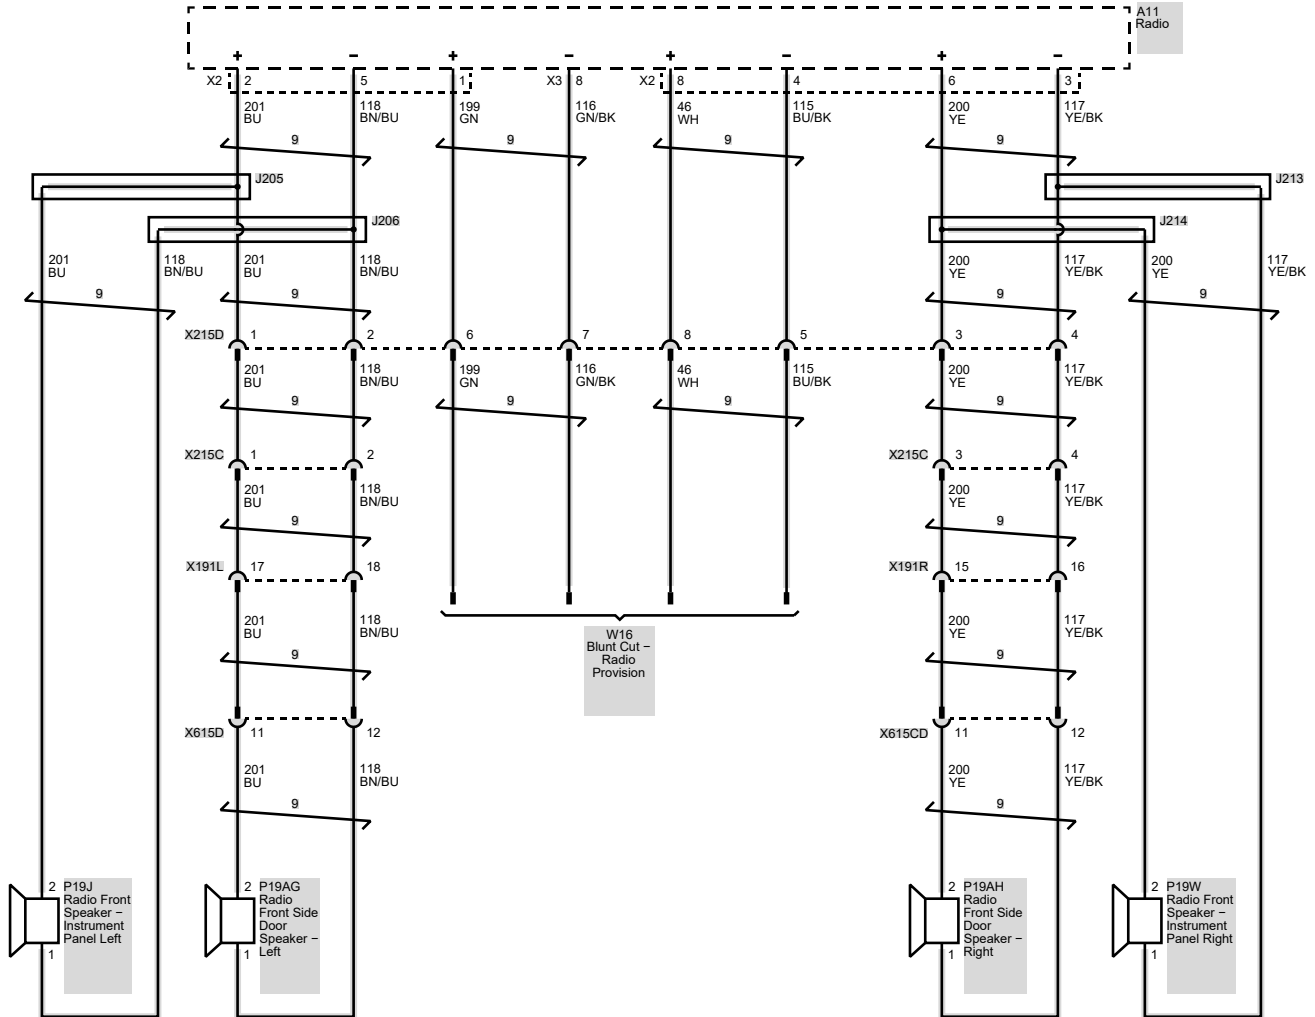 A11
Radio
+ − + − + − + −
X2 2 5 1 X3 8 X2 8 4 6 3
201 118 199 116 46 115 200 117
BU BN/BU GN GN/BK WH BU/BK YE YE/BK
9 9 9 9
J205 J213
J206 J214
201 118 201 118 200 117 200 117
BU BN/BU BU BN/BU YE YE/BK YE YE/BK
9 9 9 9
X215D 1 2 6 7 8 5 3 4
201 118 199 116 46 115 200 117
BU BN/BU GN GN/BK WH BU/BK YE YE/BK
9 9 9 9
X215C 1 2 X215C 3 4
201 118 200 117
BU BN/BU YE YE/BK
9 9
X191L 17 18 X191R 15 16
201 118 200 117
BU BN/BU YE YE/BK
9 9
W16
Blunt Cut −
Radio
Provision
X615D 11 12 X615CD 11 12
201 118 200 117
BU BN/BU YE YE/BK
9 9
2 P19J
Radio Front
Speaker −
Instrument
Panel Left
1
2 P19AG
Radio
Front Side
Door
Speaker −
Left
1
2 P19AH
Radio
Front Side
Door
Speaker −
Right
1
2 P19W
Radio Front
Speaker −
Instrument
Panel Right
1